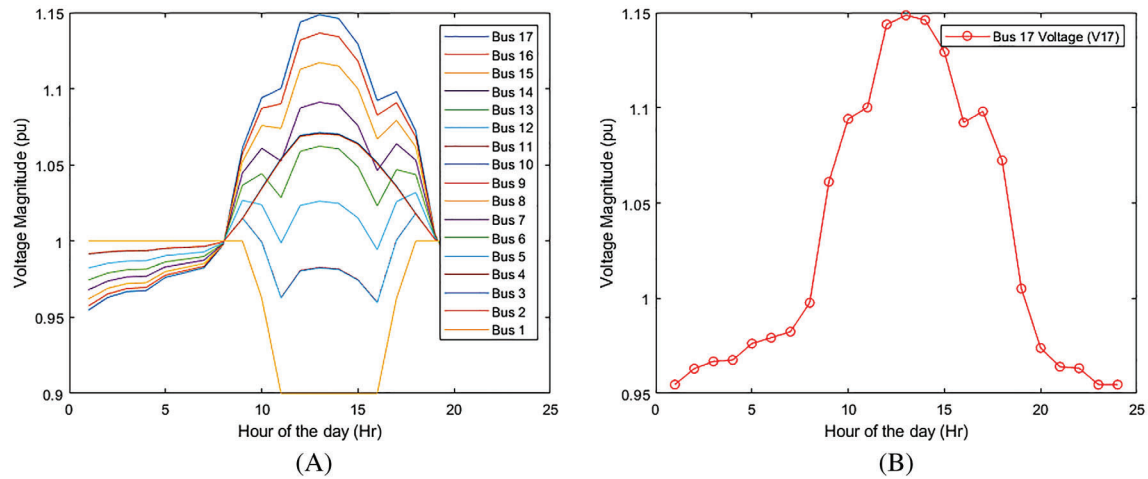 1.15
1.1
1.05
1
0.95
0.9
Voltage Magnitude (pu)
0
5
10
15
20
25
Hour of the day (Hr)
Bus 17
Bus 16
Bus 15
Bus 14
Bus 13
Bus 12
Bus 11
Bus 10
Bus 9
Bus 8
Bus 7
Bus 6
Bus 5
Bus 4
Bus 3
Bus 2
Bus 1
(A)
1.15
1.1
1.05
1
0.95
Voltage Magnitude (pu)
0
5
10
15
20
25
Hour of the day (Hr)
Bus 17 Voltage (V17)
(B)